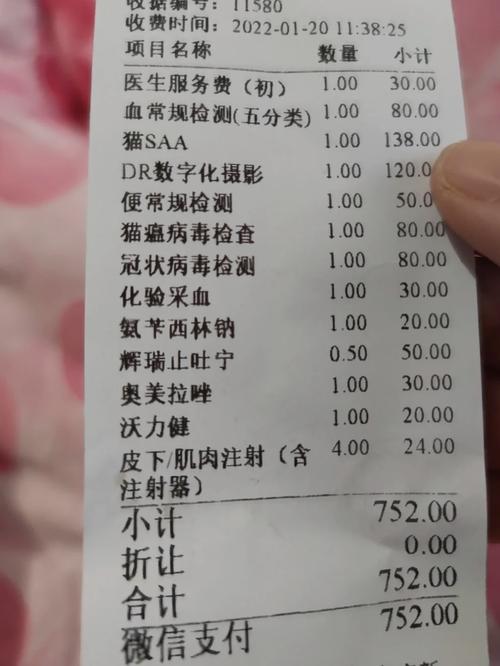 收据编号：11580
收费时间：2022-01-20 11:38:25
项目名称 数量 小计
医生服务费（初） 1.00 30.00
血常规检测(五分类) 1.00 80.00
猫SAA 1.00 138.00
DR数字化摄影 1.00 120.0
便常规检测 1.00 50.0
猫瘟病毒检查 1.00 80.00
冠状病毒检测 1.00 80.00
化验采血 1.00 30.00
氨苄西林钠 1.00 20.00
辉瑞止吐宁 0.50 50.00
奥美拉唑 1.00 30.00
沃力健 1.00 20.00
皮下/肌肉注射（含 4.00 24.00
注射器）
小计 752.00
折让 0.00
合计 752.00
微信支付 752.00